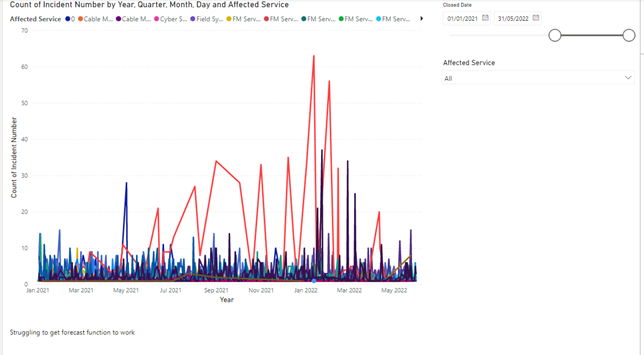 Count of Incident Number by Year, Quarter, Month, Day and Affected Service
Closed Date
Affected Service 0 Cable M... Cable M... Cyber S... Field Sy... FM Serv... FM Serv... FM Serv... FM Serv... FM Serv...
01/01/2021 31/05/2022
Affected Service
All
70
60
50
40
30
20
10
0
Count of Incident Number
Jan 2021 Mar 2021 May 2021 Jul 2021 Sep 2021 Nov 2021 Jan 2022 Mar 2022 May 2022
Year
Struggling to get forecast function to work